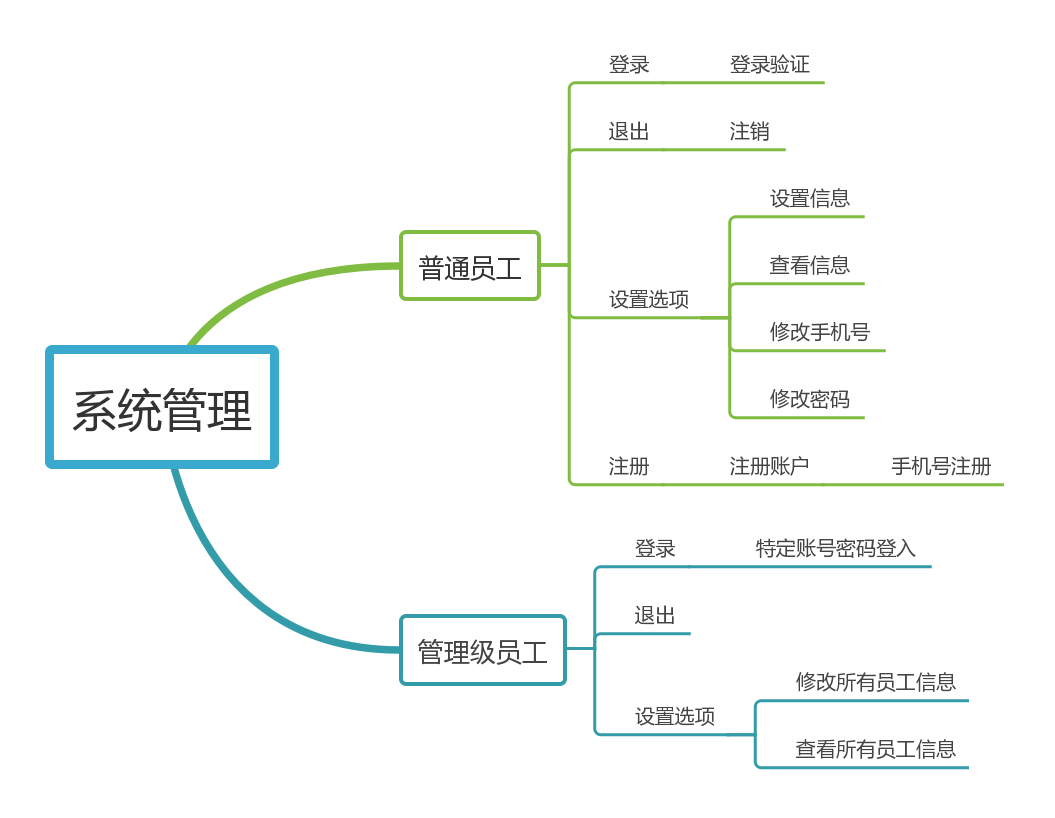 系统管理
普通员工
登录
登录验证
退出
注销
设置选项
设置信息
查看信息
修改手机号
修改密码
注册
注册账户
手机号注册
管理级员工
登录
特定账号密码登入
退出
设置选项
修改所有员工信息
查看所有员工信息